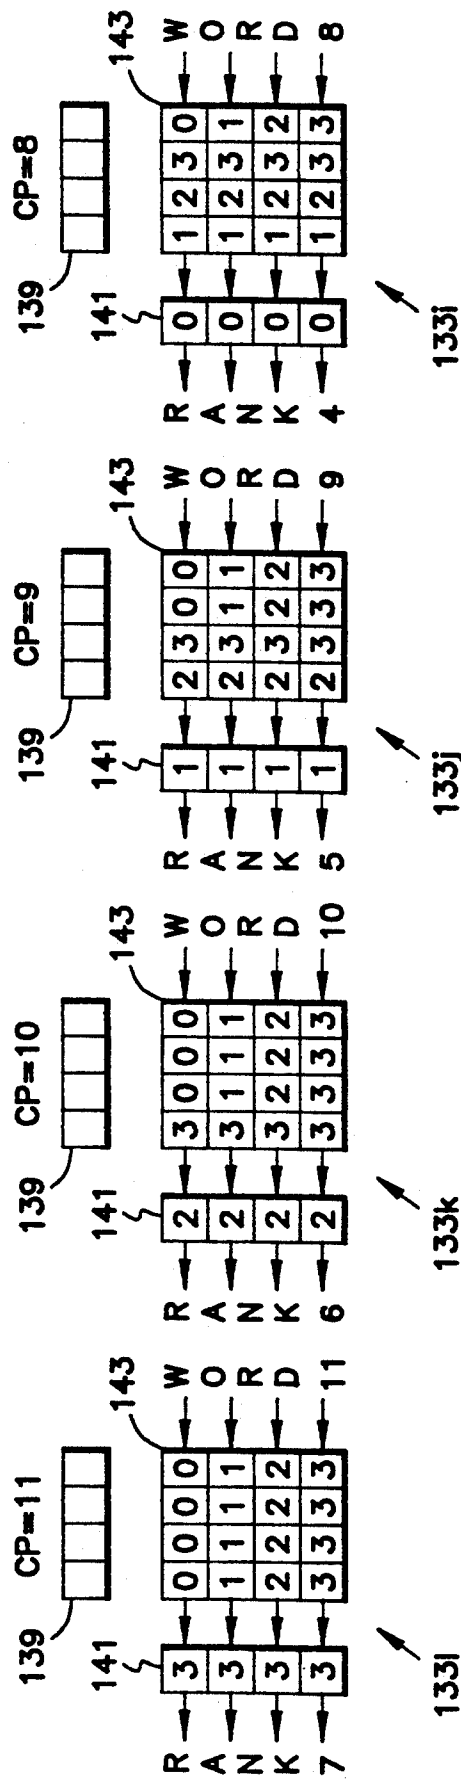 CP=11
139
141
143
R 3 0 0 0 0 W
A 3 1 1 1 1 O
N 3 2 2 2 2 R
K 3 3 3 3 3 D
7 11
133l
CP=10
139
141
143
R 2 3 0 0 0 W
A 2 3 1 1 1 O
N 2 3 2 2 2 R
K 2 3 3 3 3 D
6 10
133k
CP=9
139
141
143
R 1 2 3 0 0 W
A 1 2 3 1 1 O
N 1 2 3 2 2 R
K 1 2 3 3 3 D
5 9
133j
CP=8
139
141
143
R 0 1 2 3 0 W
A 0 1 2 3 1 O
N 0 1 2 3 2 R
K 0 1 2 3 3 D
4 8
133i